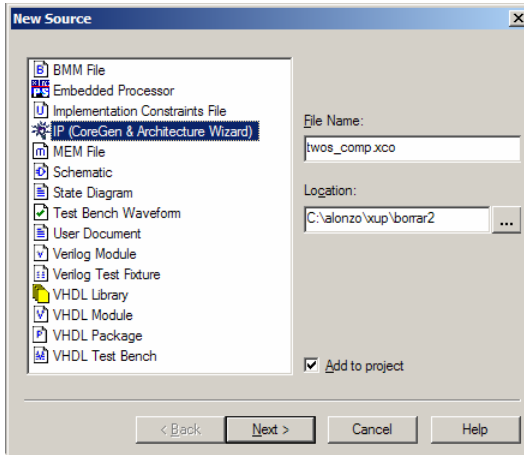 New Source
BMM File
Embedded Processor
Implementation Constraints File
IP (CoreGen & Architecture Wizard)
MEM File
Schematic
State Diagram
Test Bench Waveform
User Document
Verilog Module
Verilog Test Fixture
VHDL Library
VHDL Module
VHDL Package
VHDL Test Bench
File Name:
twos_comp.xco
Location:
C:\alonzo\xup\borrar2
...
Add to project
< Back
Next >
Cancel
Help